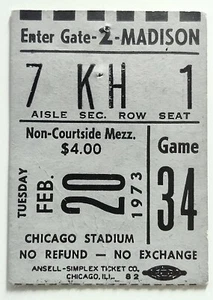 Enter Gate-2-MADISON
7 KH 1
AISLE SEC. ROW SEAT
Non-Courtside Mezz.
$4.00
Game
34
TUESDAY
FEB.
20
1973
CHICAGO STADIUM
NO REFUND — NO EXCHANGE
ANSELL-SIMPLEX TICKET CO.
CHICAGO, ILL. 82